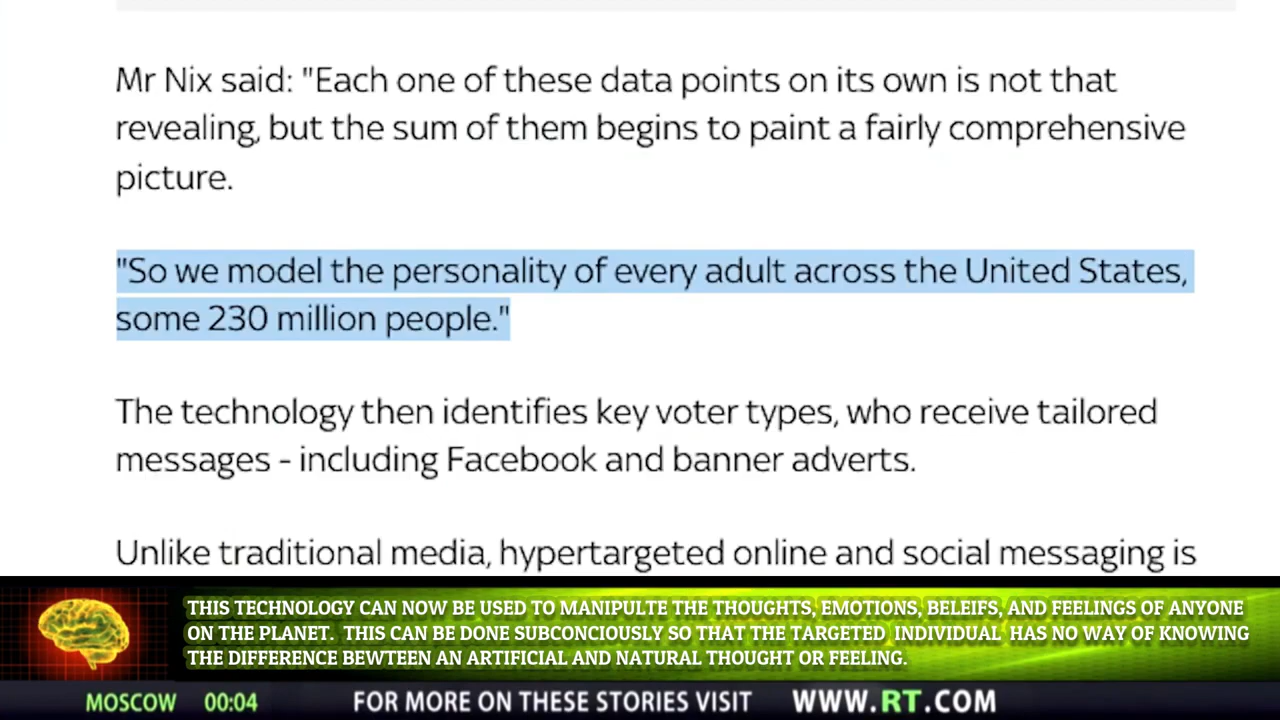 Mr Nix said: "Each one of these data points on its own is not that
revealing, but the sum of them begins to paint a fairly comprehensive
picture.
"So we model the personality of every adult across the United States,
some 230 million people."
The technology then identifies key voter types, who receive tailored
messages - including Facebook and banner adverts.
Unlike traditional media, hypertargeted online and social messaging is
THIS TECHNOLOGY CAN NOW BE USED TO MANIPULTE THE THOUGHTS, EMOTIONS, BELEIFS, AND FEELINGS OF ANYONE
ON THE PLANET. THIS CAN BE DONE SUBCONCIOUSLY SO THAT THE TARGETED INDIVIDUAL HAS NO WAY OF KNOWING
THE DIFFERENCE BEWTEEN AN ARTIFICIAL AND NATURAL THOUGHT OR FEELING.
MOSCOW 00:04 FOR MORE ON THESE STORIES VISIT WWW.RT.COM